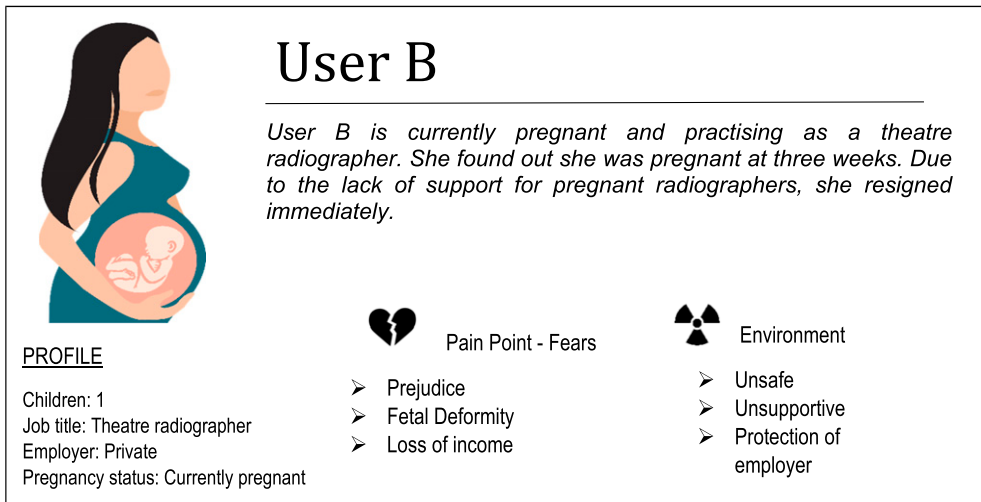 User B
User B is currently pregnant and practising as a theatre
radiographer. She found out she was pregnant at three weeks. Due
to the lack of support for pregnant radiographers, she resigned
immediately.
PROFILE
Children: 1
Job title: Theatre radiographer
Employer: Private
Pregnancy status: Currently pregnant
Pain Point - Fears
➢ Prejudice
➢ Fetal Deformity
➢ Loss of income
Environment
➢ Unsafe
➢ Unsupportive
➢ Protection of
employer